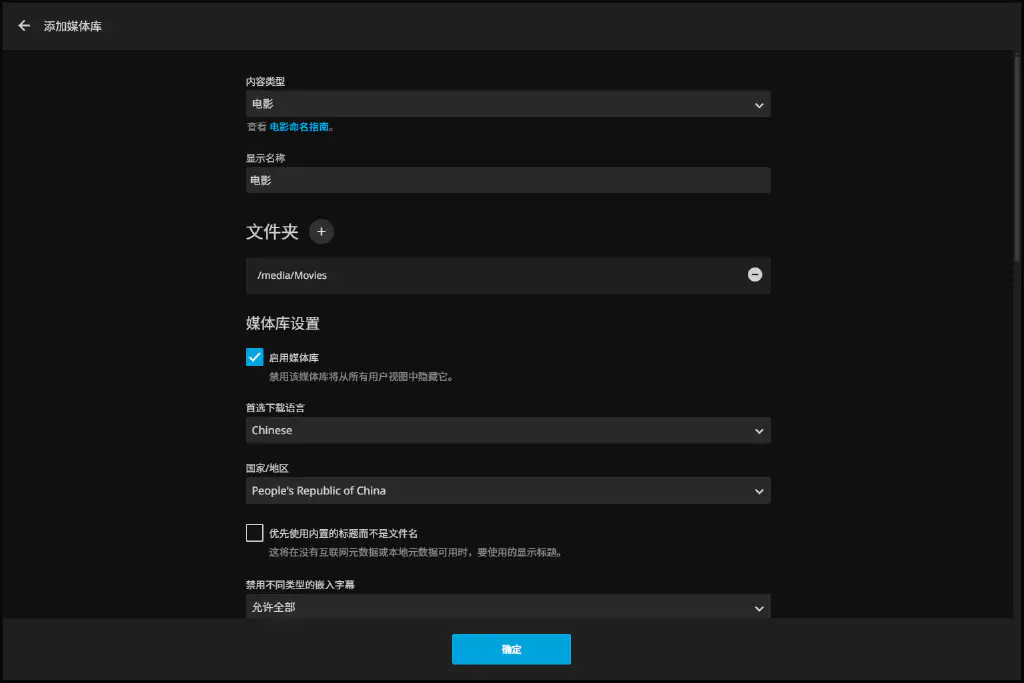 添加媒体库
内容类型
电影
查看 电影命名指南。
显示名称
电影
文件夹
/media/Movies
媒体库设置
启用媒体库
禁用该媒体库将从所有用户视图中隐藏它。
首选下载语言
Chinese
国家/地区
People's Republic of China
优先使用内置的标题而不是文件名
这将在没有互联网元数据或本地元数据可用时，要使用的显示标题。
禁用不同类型的嵌入字幕
允许全部
确定